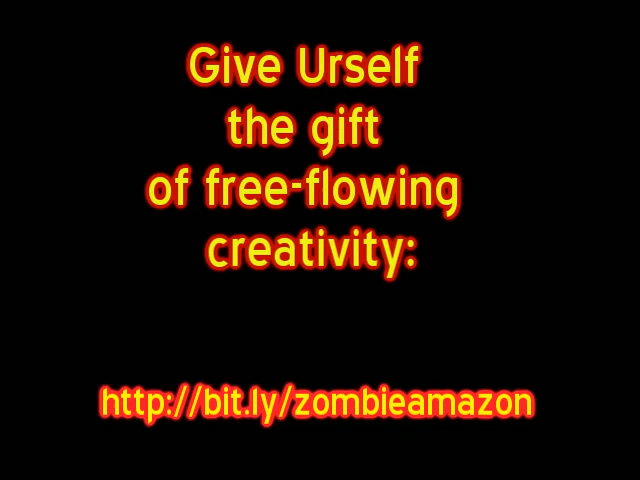 Give Urself
the gift
of free-flowing
creativity:
http://bit.ly/zombieamazon